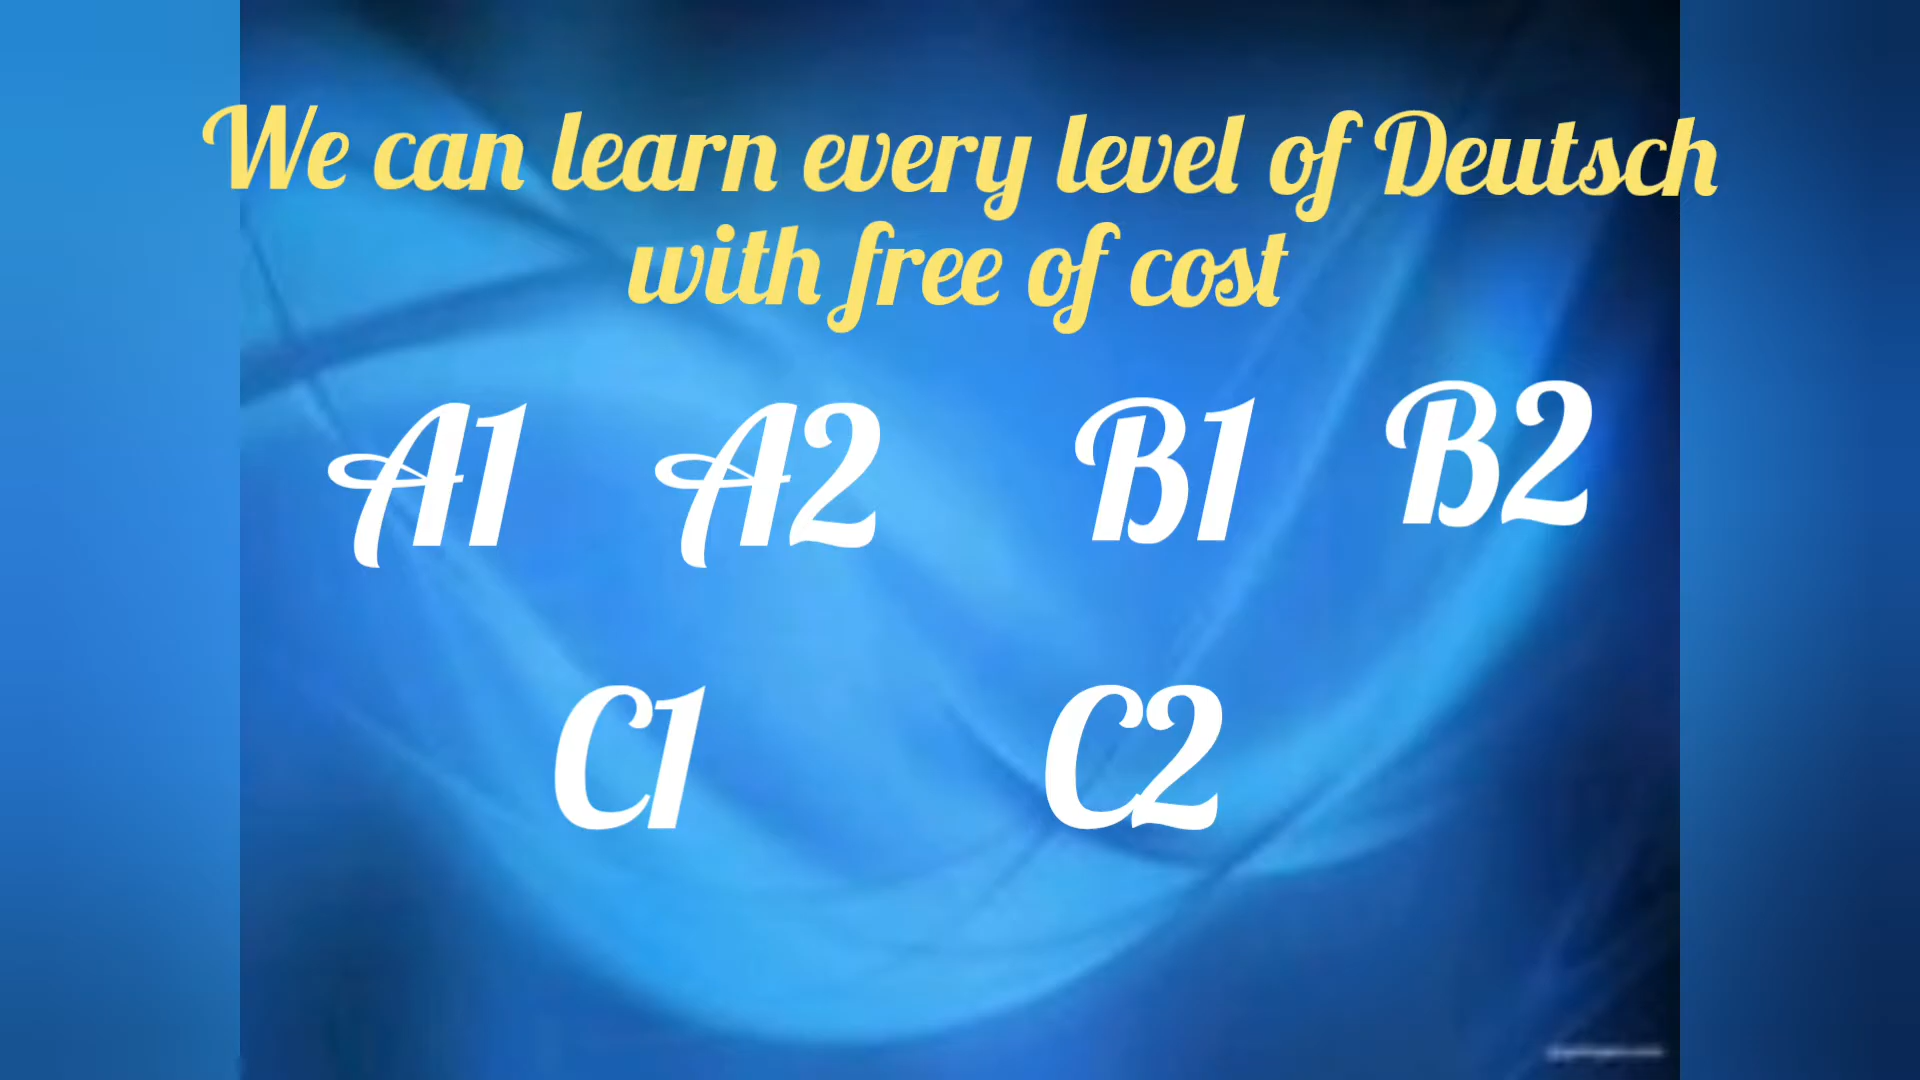 We can learn every level of Deutsch
with free of cost
A1 A2 B1 B2
C1 C2